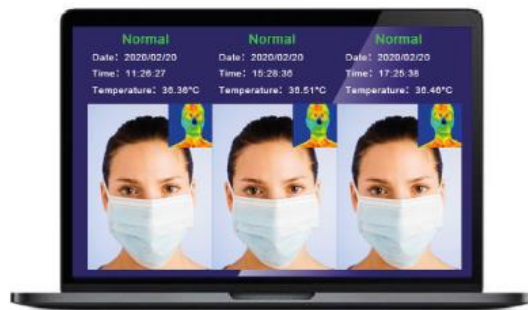 Normal
Date: 2020/02/20
Time: 11:26:27
Temperature: 36.36°C
Normal
Date: 2020/02/20
Time: 15:28:36
Temperature: 36.51°C
Normal
Date: 2020/02/20
Time: 17:25:38
Temperature: 36.46°C